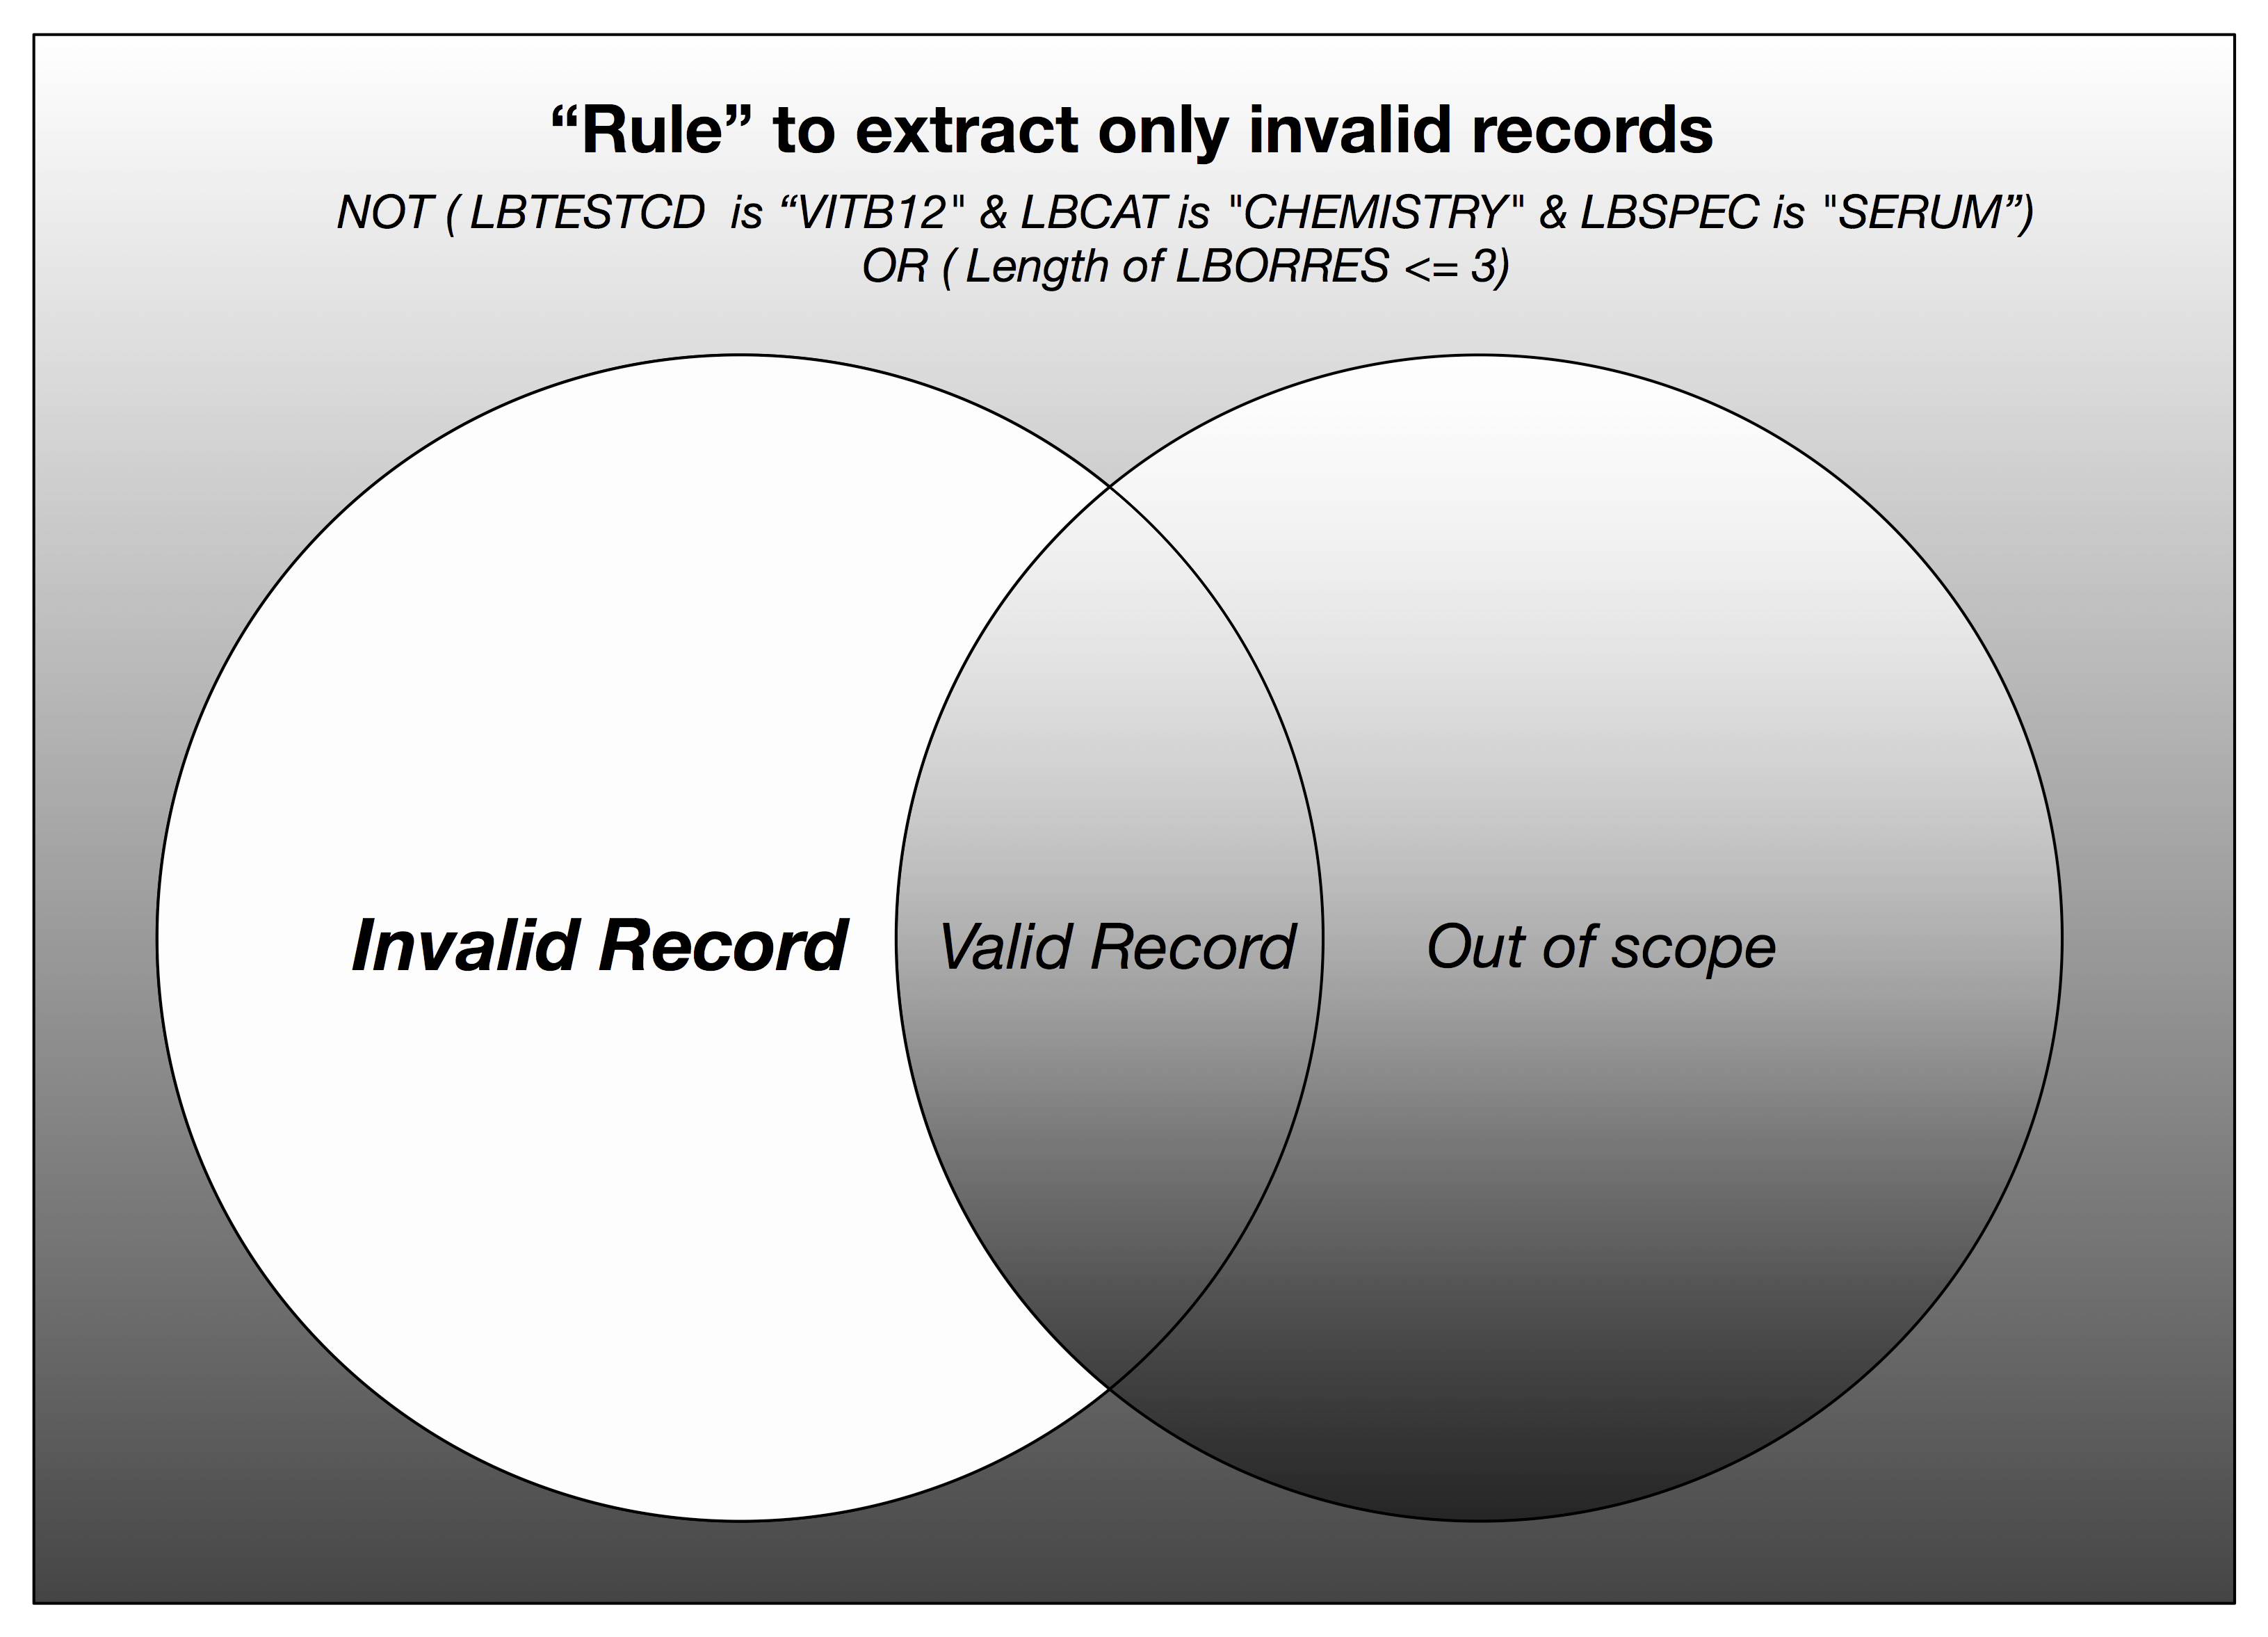 “Rule” to extract only invalid records
NOT ( LBTESTCD is “VITB12" & LBCAT is "CHEMISTRY" & LBSPEC is "SERUM”)
OR ( Length of LBORRES <= 3)
Invalid Record Valid Record Out of scope